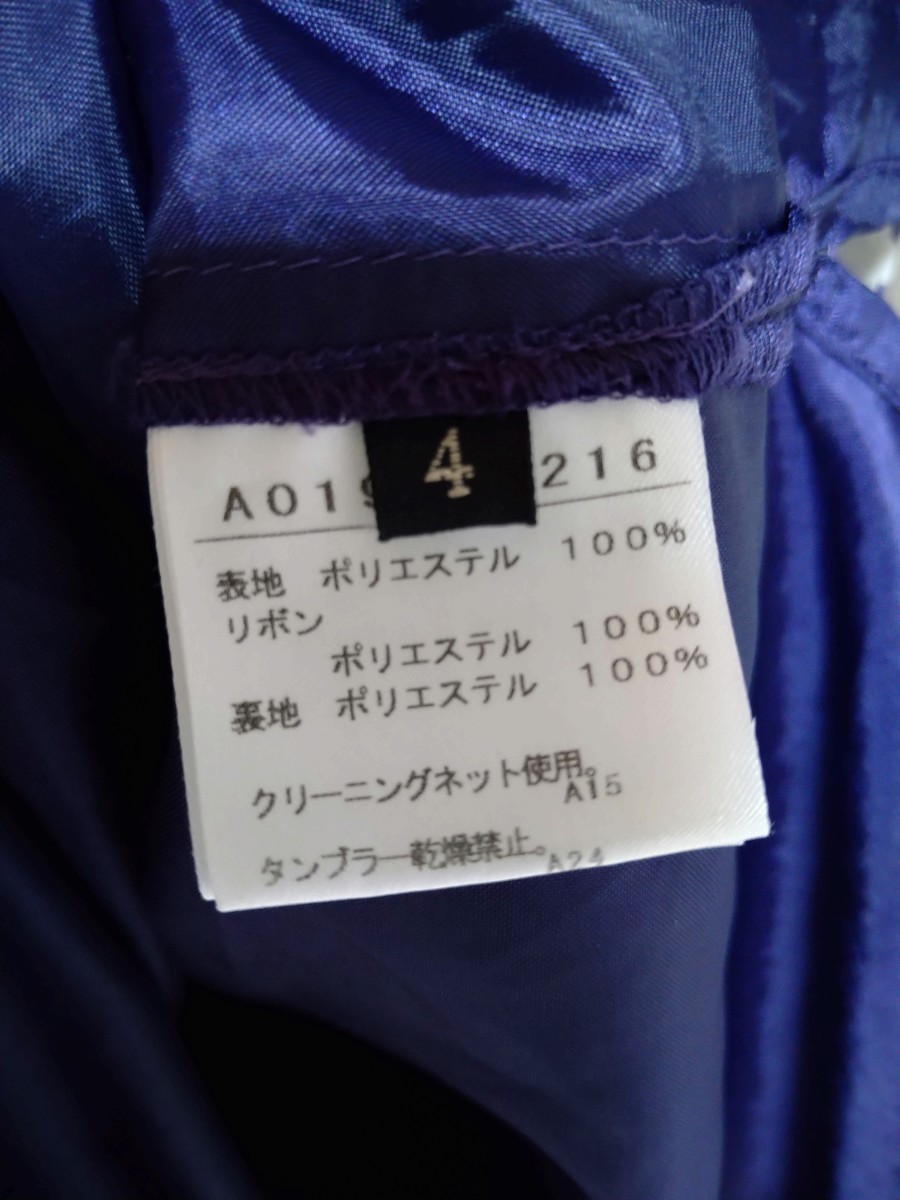 4
A019 216
表地 ポリエステル 100%
リボン
ポリエステル 100%
裏地 ポリエステル 100%
クリーニングネット使用。
A15
タンブラー乾燥禁止。
A24